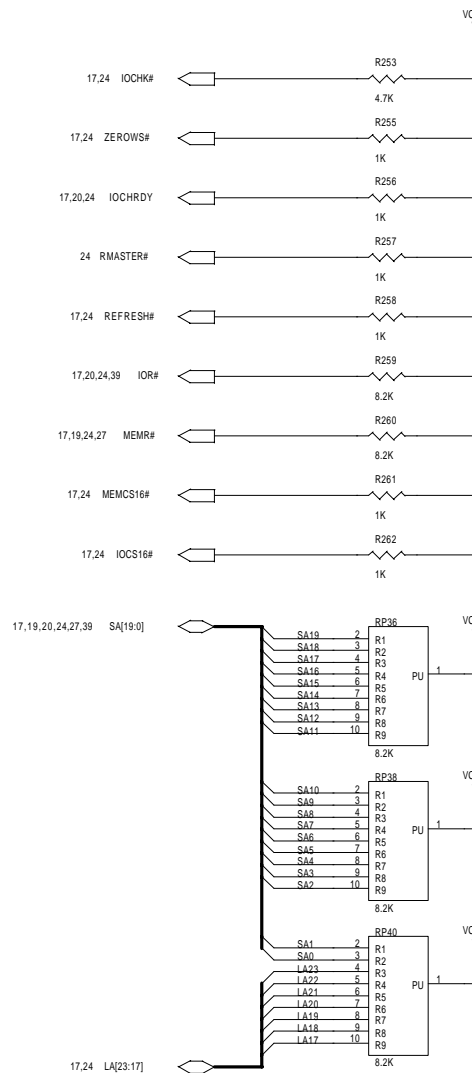 VC
R253
17,24 IOCHK#
4.7K
R255
17,24 ZEROWS#
1K
R256
17,20,24 IOCHRDY
1K
R257
24 RMASTER#
1K
R258
17,24 REFRESH#
1K
R259
17,20,24,39 IOR#
8.2K
R260
17,19,24,27 MEMR#
8.2K
R261
17,24 MEMCS16#
1K
R262
17,24 IOCS16#
1K
VC
17,19,20,24,27,39 SA[19:0] RP36
SA19 2 R1
SA18 3 R2
SA17 4 R3
SA16 5 R4 PU 1
SA15 6 R5
SA14 7 R6
SA13 8 R7
SA12 9 R8
SA11 10 R9
8.2K
RP38 VC
SA10 2 R1
SA9 3 R2
SA8 4 R3
SA7 5 R4 PU 1
SA6 6 R5
SA5 7 R6
SA4 8 R7
SA3 9 R8
SA2 10 R9
8.2K
RP40 VC
SA1 2 R1
SA0 3 R2
LA23 4 R3
LA22 5 R4 PU 1
LA21 6 R5
LA20 7 R6
LA19 8 R7
LA18 9 R8
LA17 10 R9
17,24 LA[23:17] 8.2K